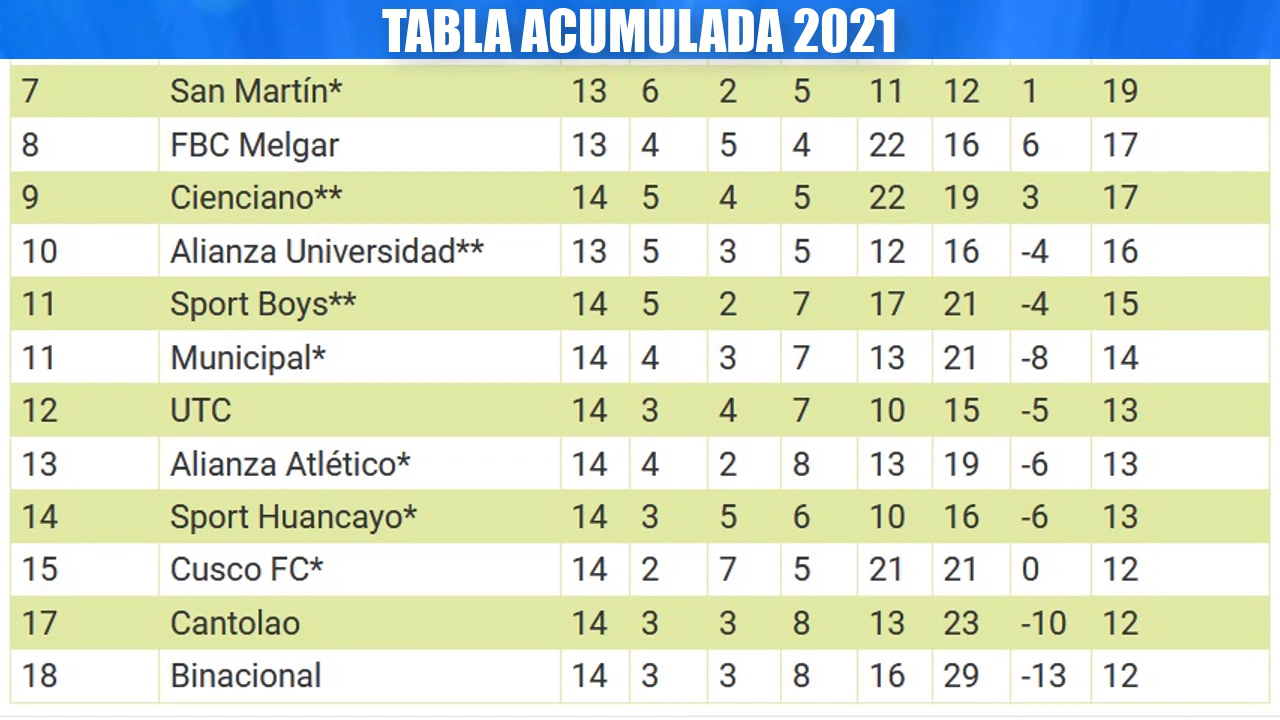 TABLA ACUMULADA 2021
7 San Martín* 13 6 2 5 11 12 1 19
8 FBC Melgar 13 4 5 4 22 16 6 17
9 Cienciano** 14 5 4 5 22 19 3 17
10 Alianza Universidad** 13 5 3 5 12 16 -4 16
11 Sport Boys** 14 5 2 7 17 21 -4 15
11 Municipal* 14 4 3 7 13 21 -8 14
12 UTC 14 3 4 7 10 15 -5 13
13 Alianza Atlético* 14 4 2 8 13 19 -6 13
14 Sport Huancayo* 14 3 5 6 10 16 -6 13
15 Cusco FC* 14 2 7 5 21 21 0 12
17 Cantolao 14 3 3 8 13 23 -10 12
18 Binacional 14 3 3 8 16 29 -13 12